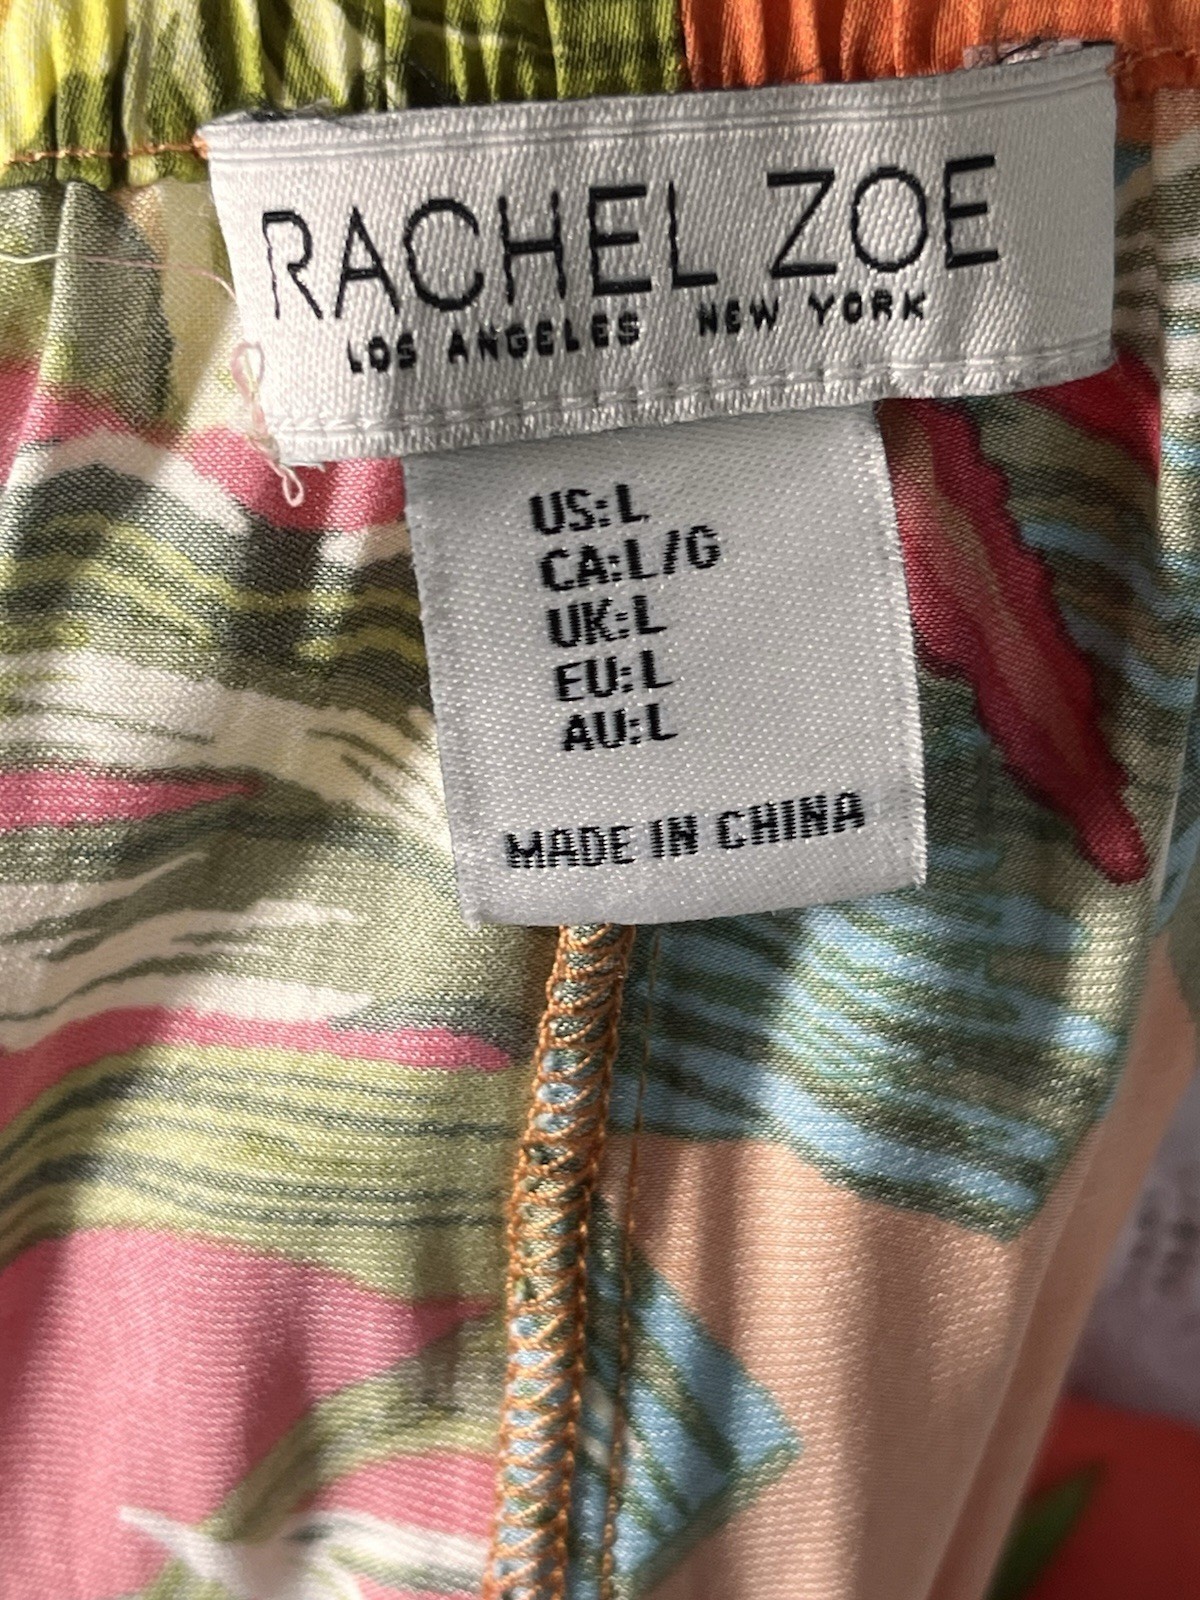 RACHEL ZOE
LOS ANGELES NEW YORK
US:L
CA:L/G
UK:L
EU:L
AU:L
MADE IN CHINA